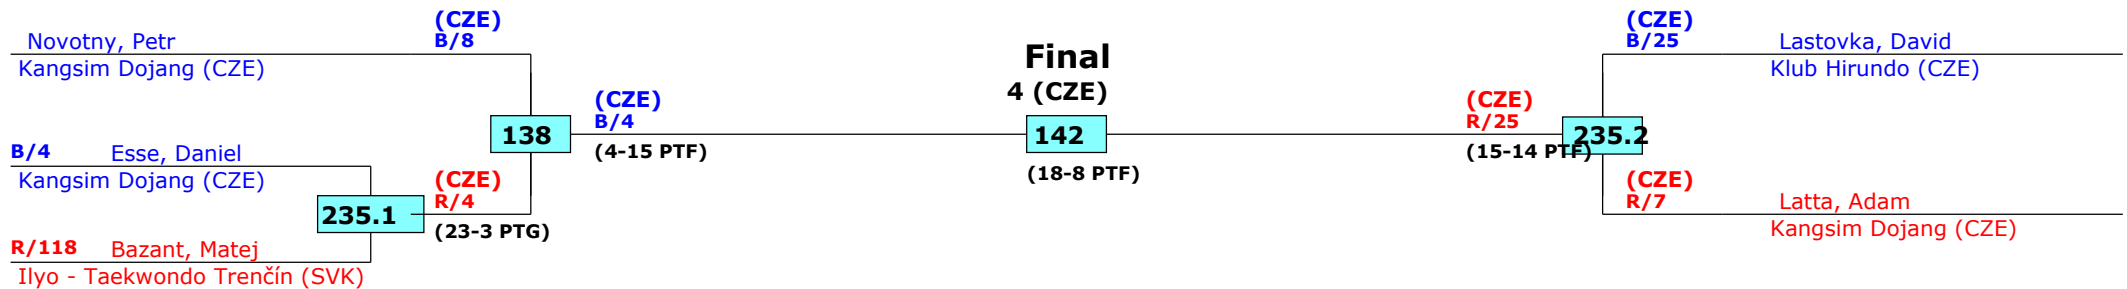 (CZE)
Novotny, Petr B/8
Kangsim Dojang (CZE)
(CZE)
138 B/4
(4-15 PTF)
B/4 Esse, Daniel
Kangsim Dojang (CZE)
(CZE)
R/4
235.1
(23-3 PTG)
R/118 Bazant, Matej
Ilyo - Taekwondo Trenčín (SVK)
Final
4 (CZE)
142
(18-8 PTF)
(CZE)
B/25 Lastovka, David
Klub Hirundo (CZE)
(CZE)
R/25
235.2
(15-14 PTF)
(CZE)
R/7 Latta, Adam
Kangsim Dojang (CZE)